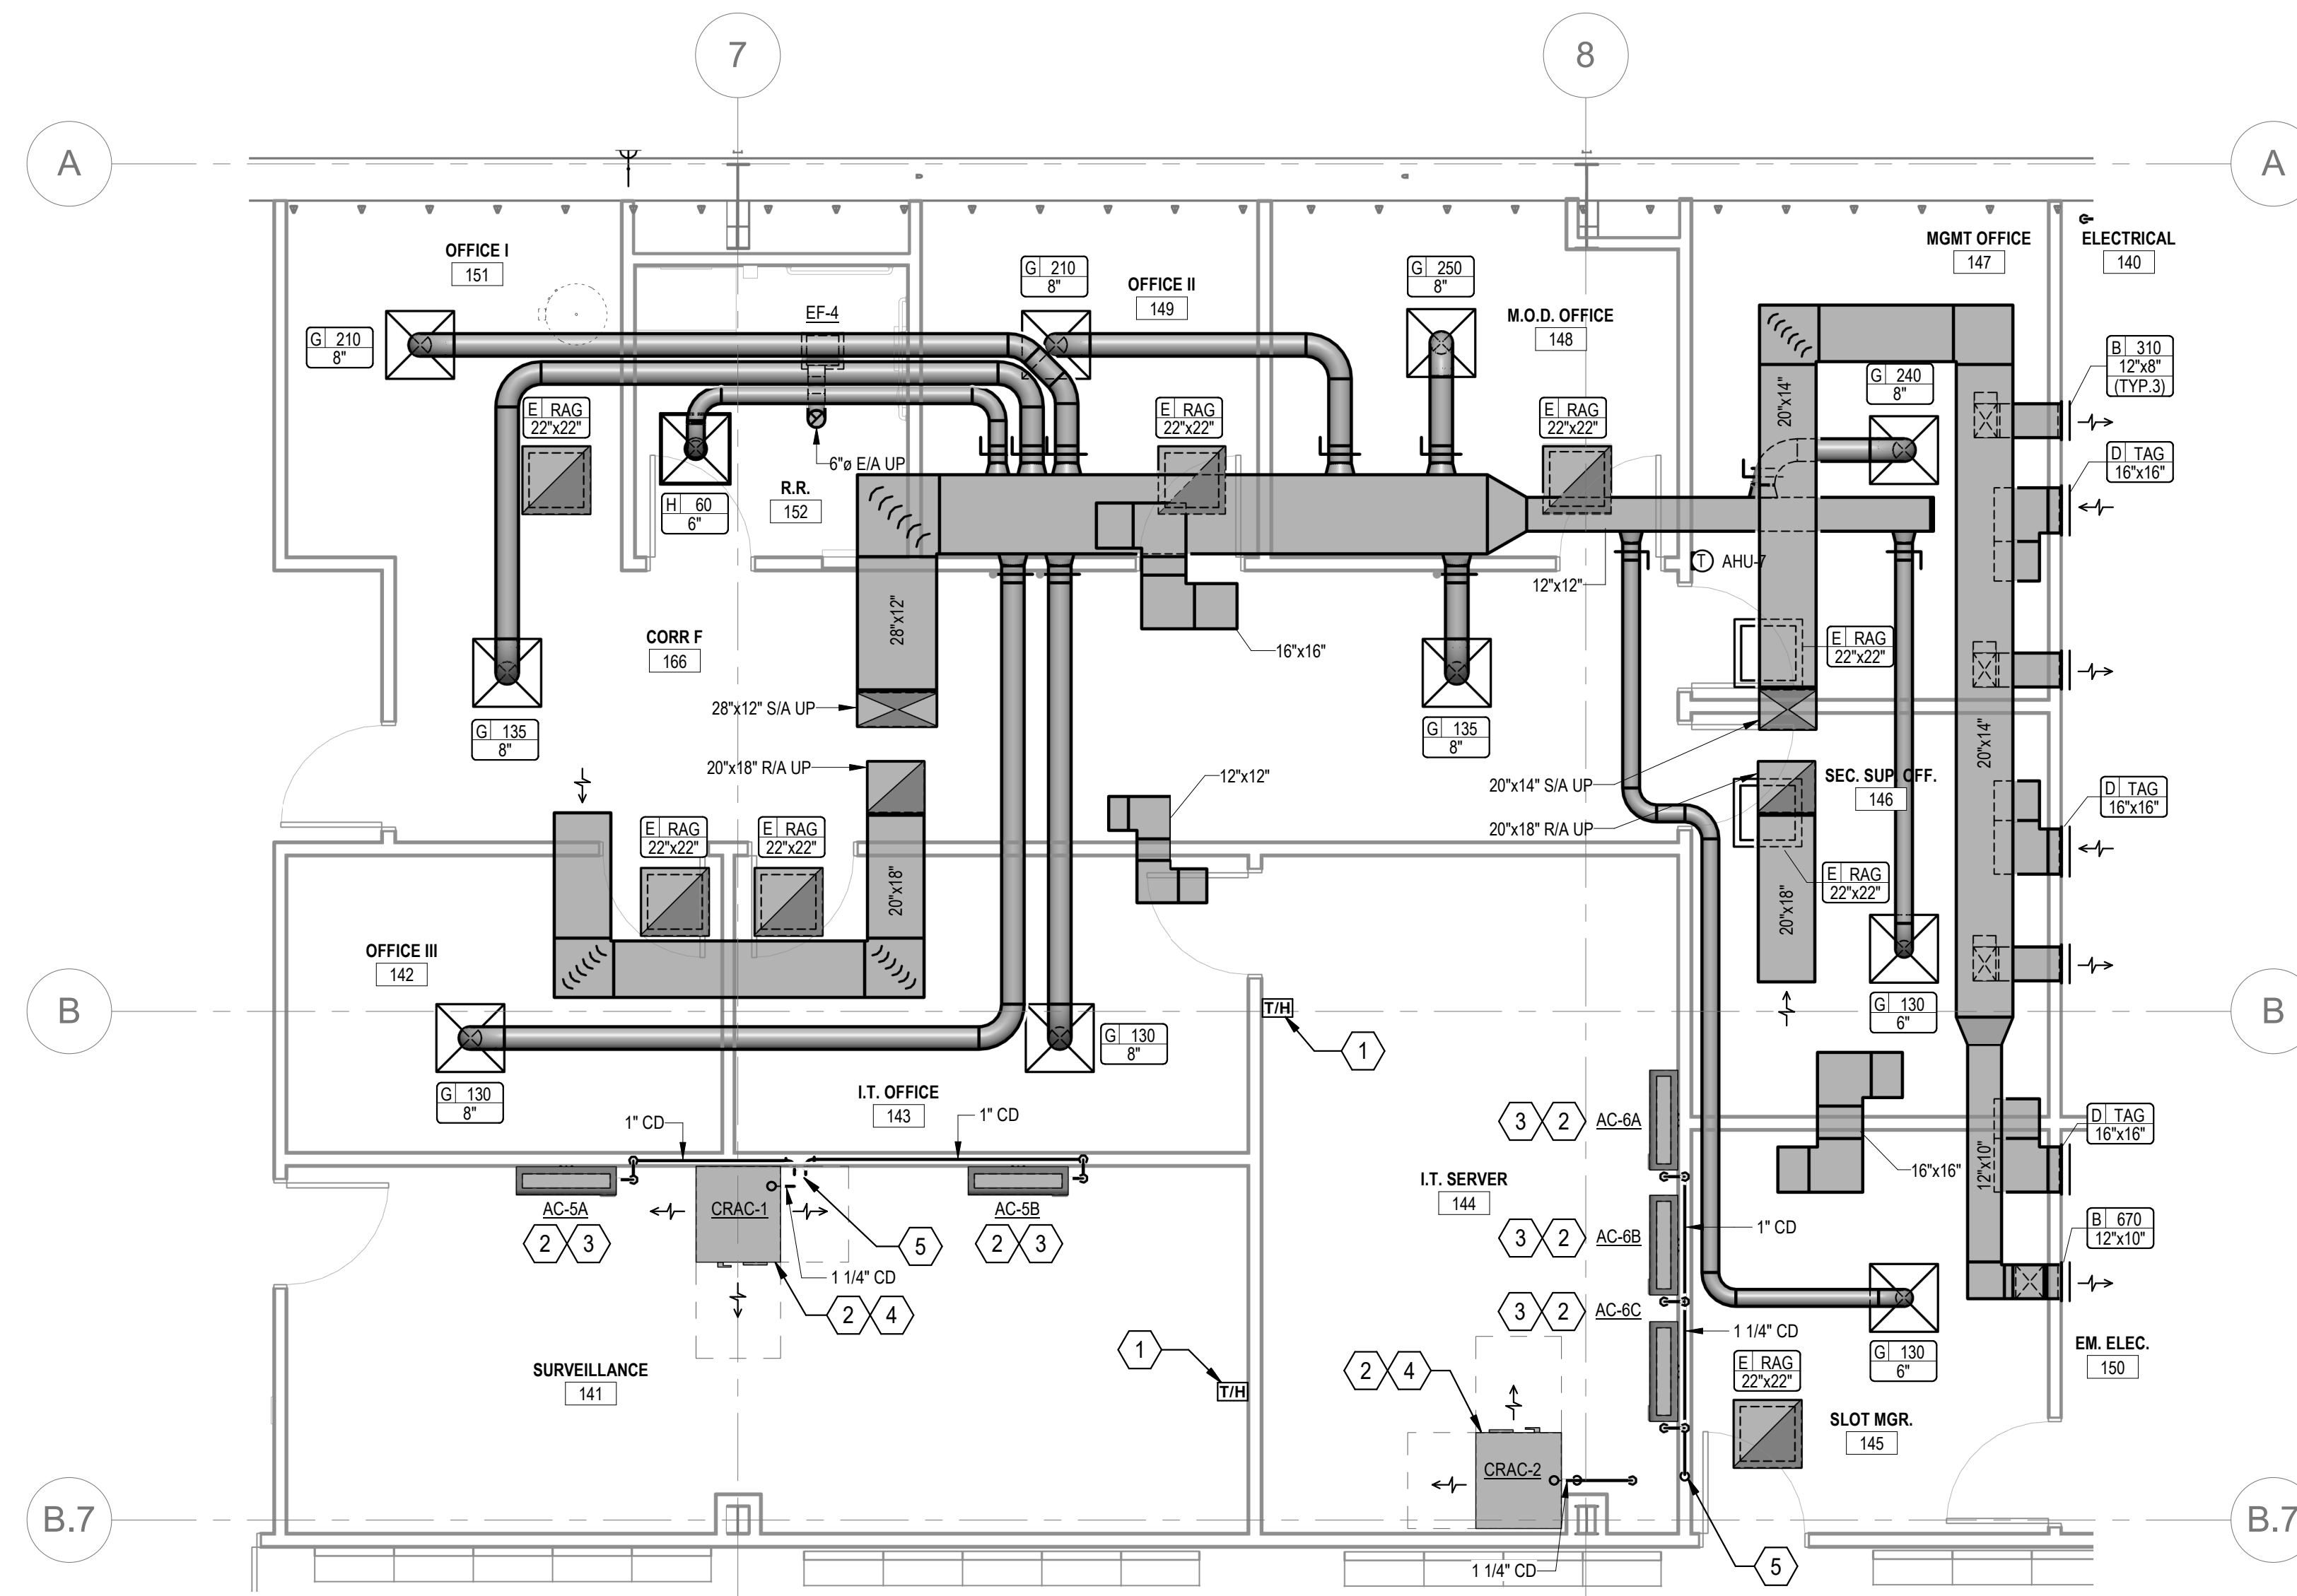 7
8
A
A
OFFICE I
151
MGMT OFFICE
147
ELECTRICAL
140
G 210
8"
OFFICE II
149
G 250
8"
M.O.D. OFFICE
148
EF-4
G 210
8"
B 310
12"x8"
(TYP.3)
G 240
8"
20"x14"
E RAG
22"x22"
E RAG
22"x22"
E RAG
22"x22"
D TAG
16"x16"
6"ø E/A UP
R.R.
152
H 60
6"
T
AHU-7
12"x12"
28"x12"
CORR F
166
16"x16"
E RAG
22"x22"
28"x12" S/A UP
G 135
8"
G 135
8"
20"x14"
20"x18" R/A UP
12"x12"
20"x14" S/A UP
SEC. SUP. OFF.
146
D TAG
16"x16"
20"x18" R/A UP
E RAG
22"x22"
E RAG
22"x22"
20"x18"
E RAG
22"x22"
20"x18"
OFFICE III
142
B
B
T/H
1
G 130
6"
G 130
8"
G 130
8"
I.T. OFFICE
143
1" CD
1" CD
3
2
AC-6A
D TAG
16"x16"
12"x10"
16"x16"
I.T. SERVER
144
AC-5A
2
3
CRAC-1
AC-5B
2
3
5
3
2
AC-6B
1" CD
B 670
12"x10"
1 1/4" CD
2
4
3
2
AC-6C
1 1/4" CD
1
T/H
2
4
G 130
6"
EM. ELEC.
150
SURVEILLANCE
141
E RAG
22"x22"
SLOT MGR.
145
CRAC-2
B.7
B.7
1 1/4" CD
5